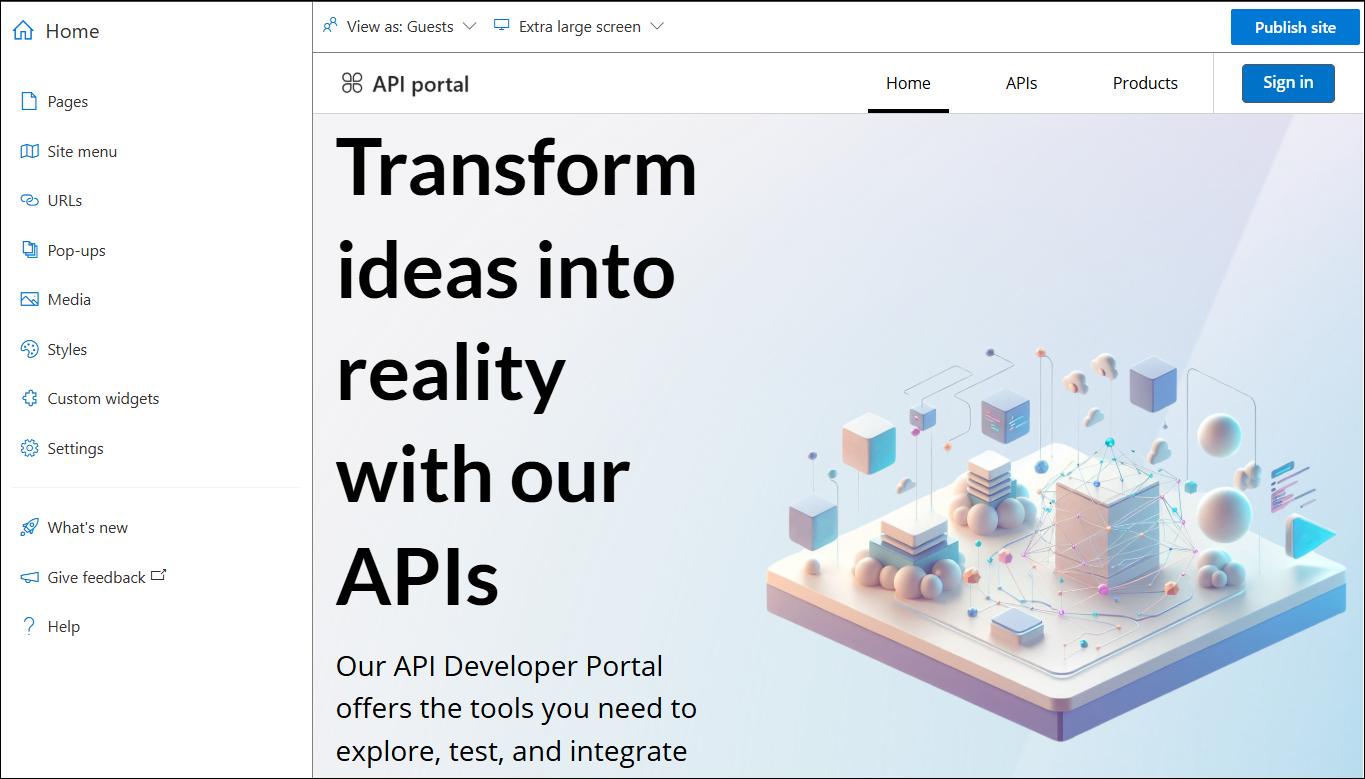 Home
Pages
Site menu
URLs
Pop-ups
Media
Styles
Custom widgets
Settings
What's new
Give feedback
Help
View as: Guests
Extra large screen
Publish site
API portal
Home
APIs
Products
Sign in
Transform
ideas into
reality
with our
APIs
Our API Developer Portal
offers the tools you need to
explore, test, and integrate